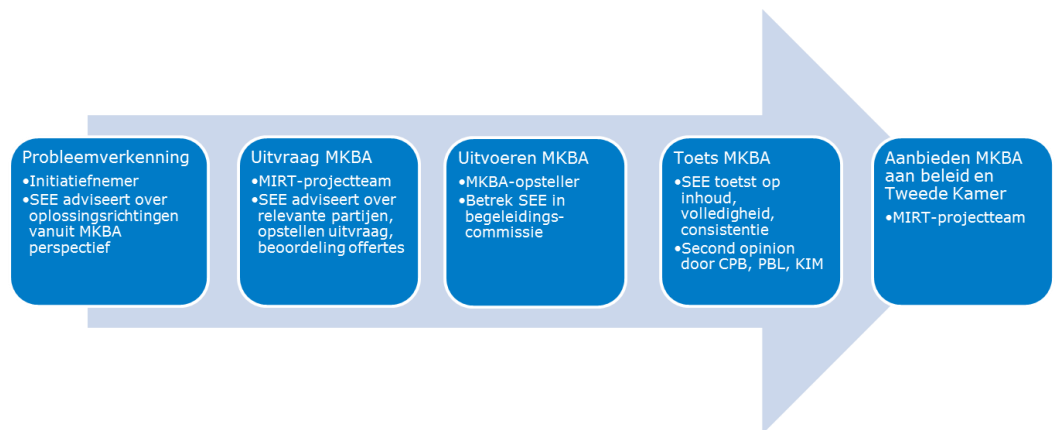 Probleemverkenning
•Initiatiefnemer
•SEE adviseert over
oplossingsrichtingen
vanuit MKBA
perspectief
Uitvraag MKBA
•MIRT-projectteam
•SEE adviseert over
relevante partijen,
opstellen uitvraag,
beoordeling offertes
Uitvoeren MKBA
•MKBA-opsteller
•Betrek SEE in
begeleidings-
commissie
Toets MKBA
•SEE toetst op
inhoud,
volledigheid,
consistentie
•Second opinion
door CPB, PBL, KIM
Aanbieden MKBA
aan beleid en
Tweede Kamer
•MIRT-projectteam